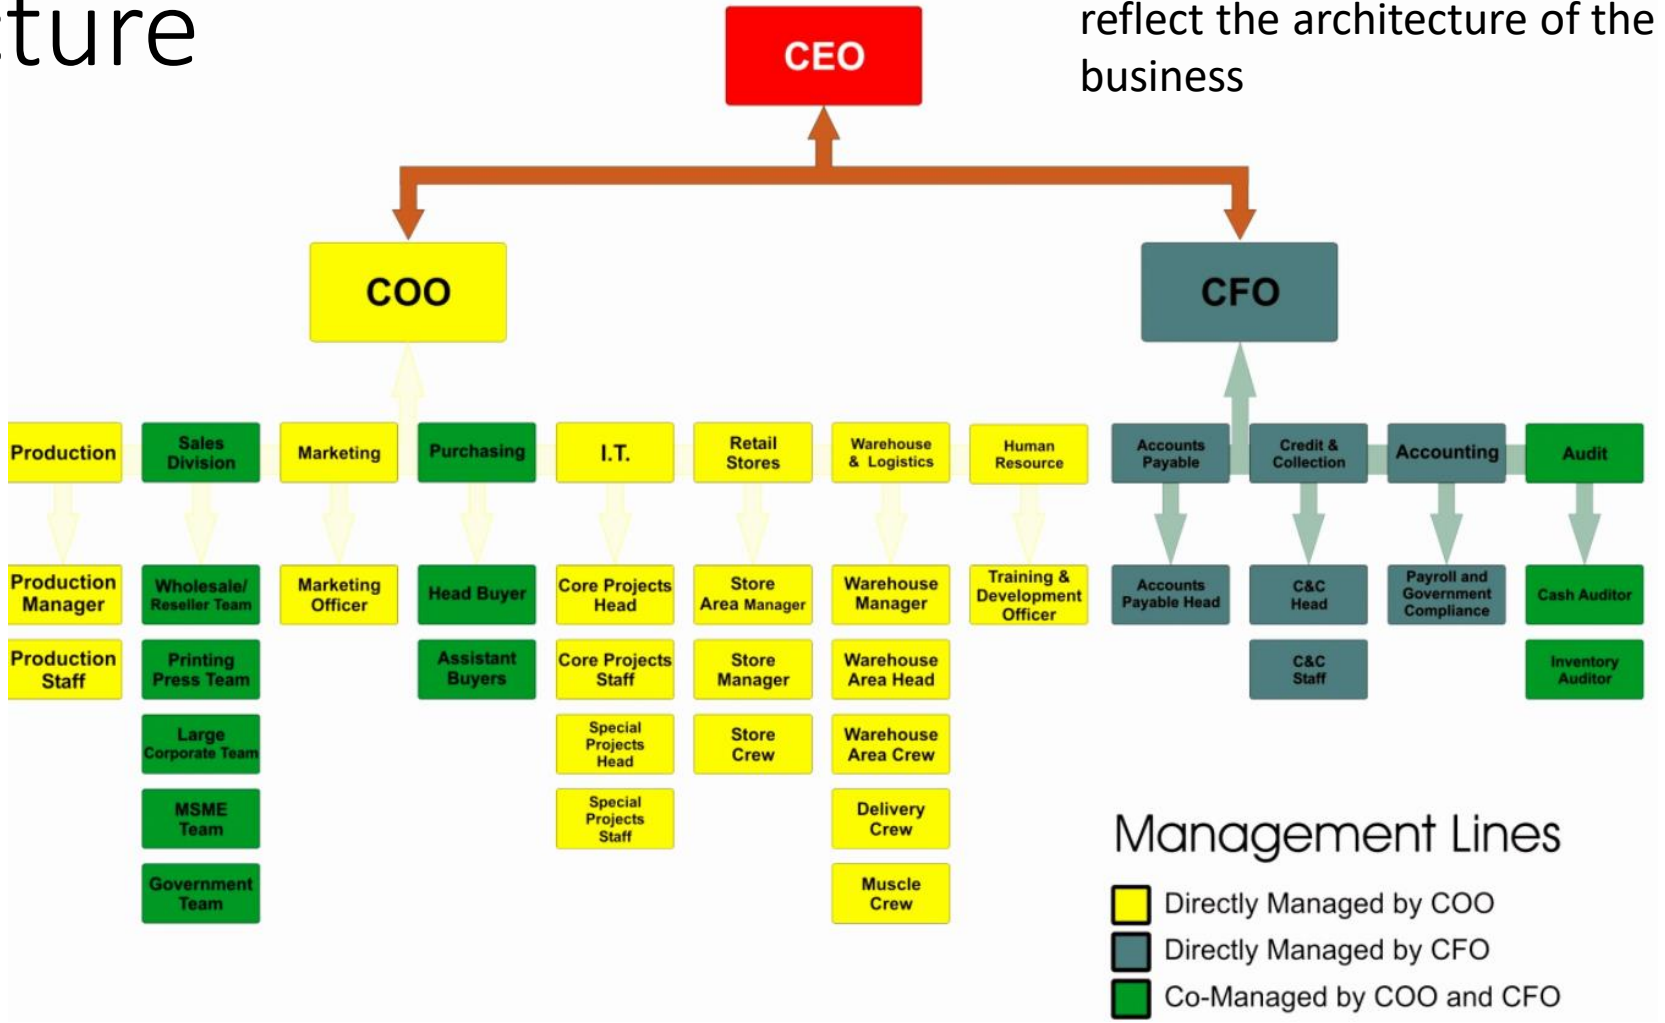 cture
reflect the architecture of the
business
CEO
COO
CFO
Production
Sales
Division
Marketing
Purchasing
I.T.
Retail
Stores
Warehouse
& Logistics
Human
Resource
Accounts
Payable
Credit &
Collection
Accounting
Audit
Production
Manager
Wholesale/
Reseller Team
Marketing
Officer
Head Buyer
Core Projects
Head
Store
Area Manager
Warehouse
Manager
Training &
Development
Officer
Accounts
Payable Head
C&C
Head
Payroll and
Government
Compliance
Cash Auditor
Production
Staff
Printing
Press Team
Assistant
Buyers
Core Projects
Staff
Store
Manager
Warehouse
Area Head
C&C
Staff
Inventory
Auditor
Large
Corporate Team
Special
Projects
Head
Store
Crew
Warehouse
Area Crew
MSME
Team
Special
Projects
Staff
Delivery
Crew
Government
Team
Muscle
Crew
Management Lines
Directly Managed by COO
Directly Managed by CFO
Co-Managed by COO and CFO